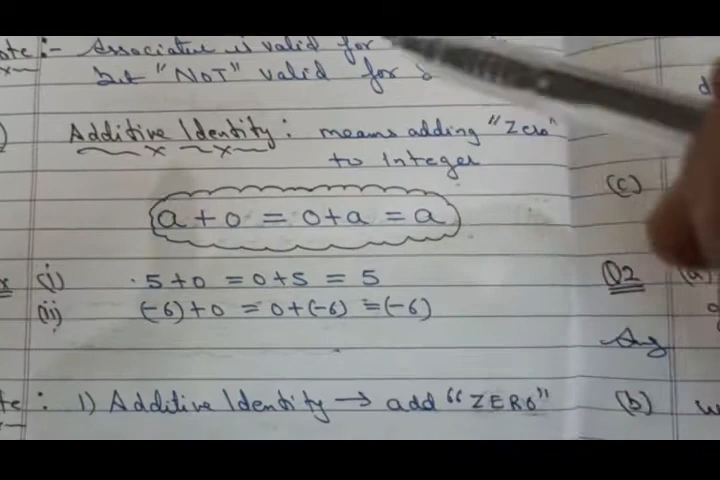 ote:- Associative is valid for
but "NOT" valid for
Additive Identity: means adding "Zero"
to Integer
a + 0 = 0 + a = a
(i) 5 + 0 = 0 + 5 = 5
(ii) (-6) + 0 = 0 + (-6) = (-6)
te: 1) Additive Identity → add "ZERO"
(c)
Q2 (a)
Ans
(b)